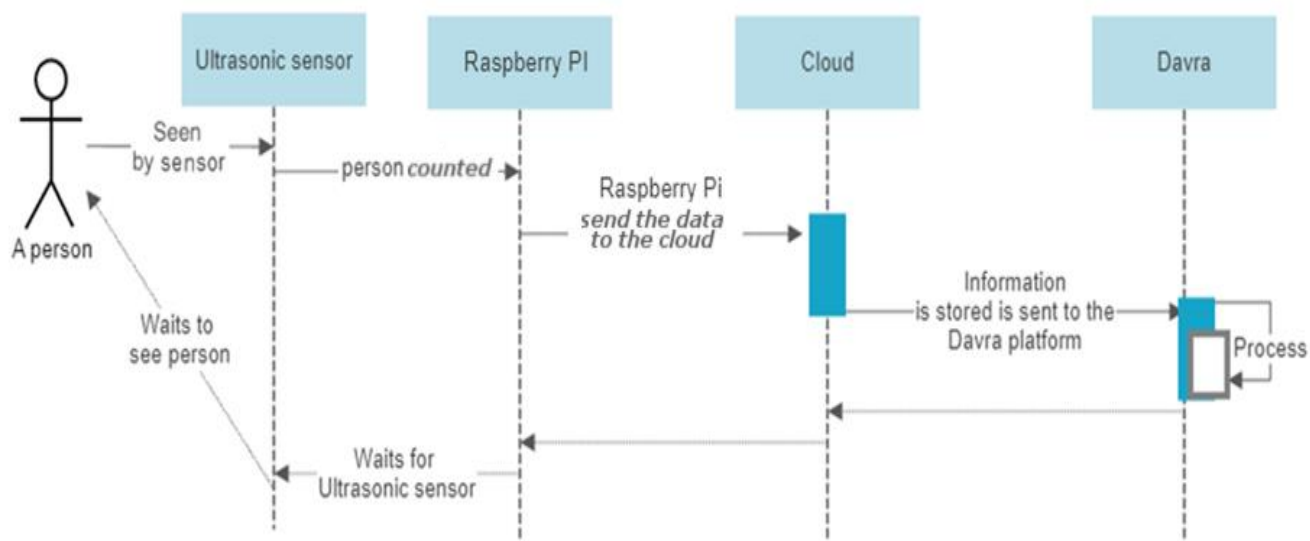 Ultrasonic sensor
Raspberry PI
Cloud
Davra
Seen
by sensor
person counted
Raspberry Pi
send the data
to the cloud
A person
Information
is stored is sent to the
Davra platform
Process
Waits to
see person
Waits for
Ultrasonic sensor